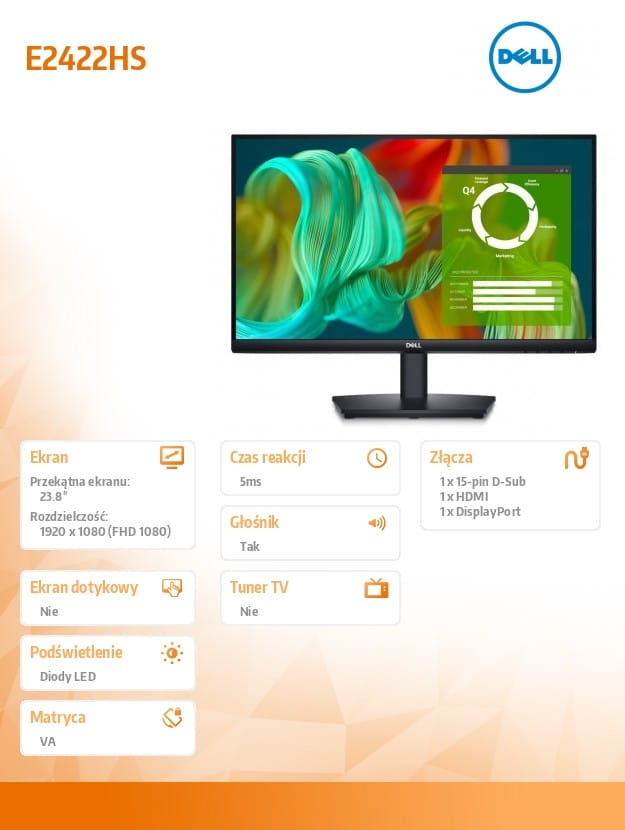 E2422HS
DELL
Q4
Marketing
DELL
Ekran
Przekątna ekranu:
23.8"
Rozdzielczość:
1920 x 1080 (FHD 1080)
Czas reakcji
5ms
Złącza
1 x 15-pin D-Sub
1 x HDMI
1 x DisplayPort
Głośnik
Tak
Ekran dotykowy
Nie
Tuner TV
Nie
Podświetlenie
Diody LED
Matryca
VA